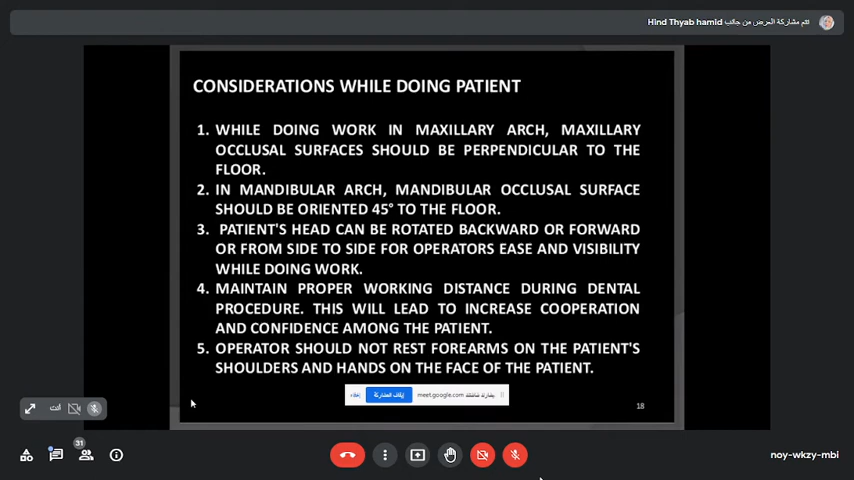 تتم مشاركة العرض من جانب Hind Thyab hamid
CONSIDERATIONS WHILE DOING PATIENT
1. WHILE DOING WORK IN MAXILLARY ARCH, MAXILLARY
OCCLUSAL SURFACES SHOULD BE PERPENDICULAR TO THE
FLOOR.
2. IN MANDIBULAR ARCH, MANDIBULAR OCCLUSAL SURFACE
SHOULD BE ORIENTED 45° TO THE FLOOR.
3. PATIENT'S HEAD CAN BE ROTATED BACKWARD OR FORWARD
OR FROM SIDE TO SIDE FOR OPERATORS EASE AND VISIBILITY
WHILE DOING WORK.
4. MAINTAIN PROPER WORKING DISTANCE DURING DENTAL
PROCEDURE. THIS WILL LEAD TO INCREASE COOPERATION
AND CONFIDENCE AMONG THE PATIENT.
5. OPERATOR SHOULD NOT REST FOREARMS ON THE PATIENT'S
SHOULDERS AND HANDS ON THE FACE OF THE PATIENT.
meet.google.com إيقاف المشاركة إخفاء
18
أنت
31
noy-wkzy-mbi